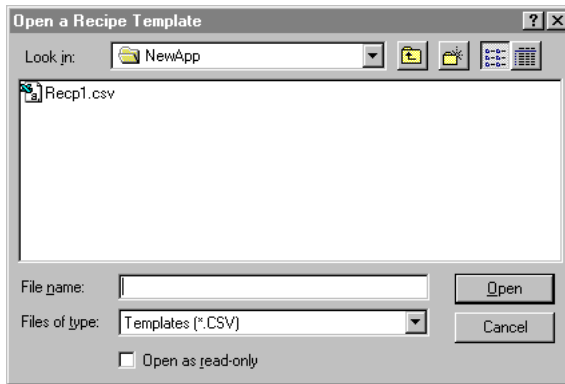 Open a Recipe Template
Look in: NewApp
Recp1.csv
File name: Open
Files of type: Templates (*.CSV) Cancel
Open as read-only